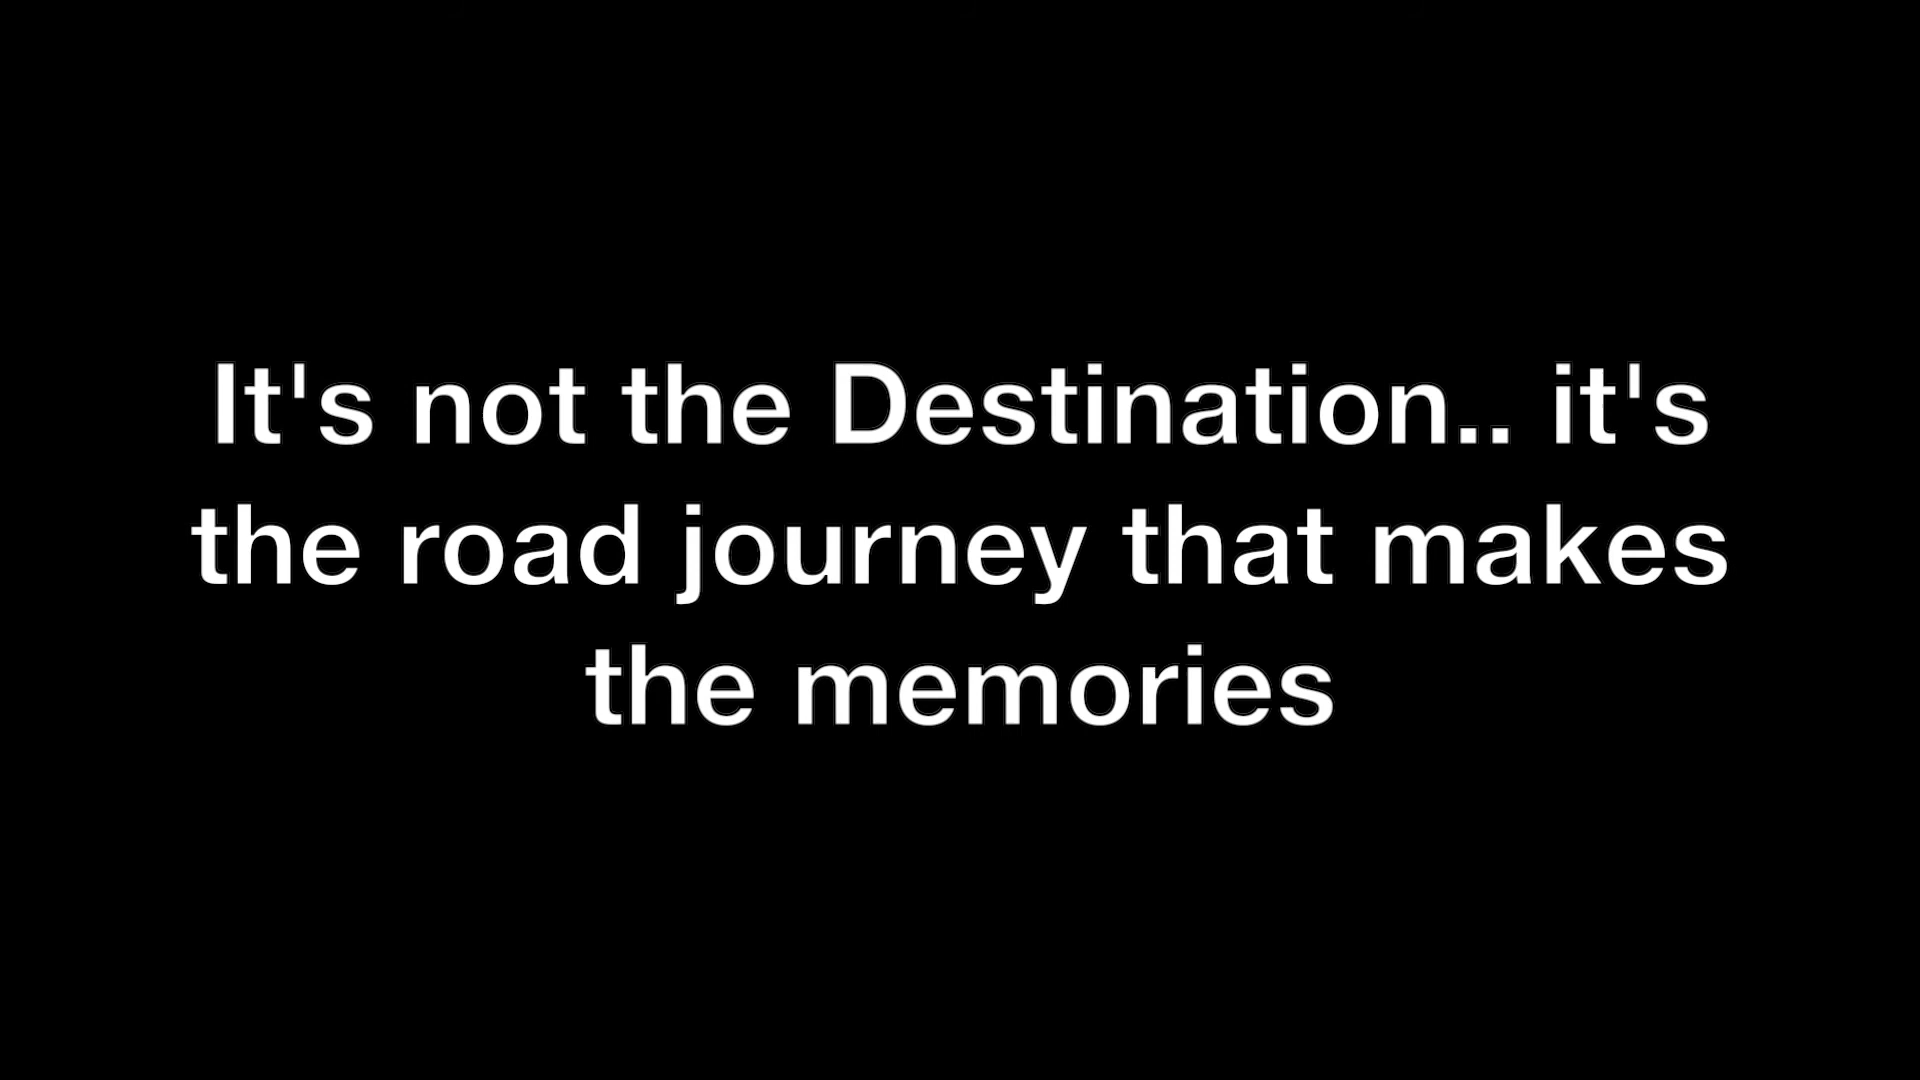 It's not the Destination.. it's
the road journey that makes
the memories